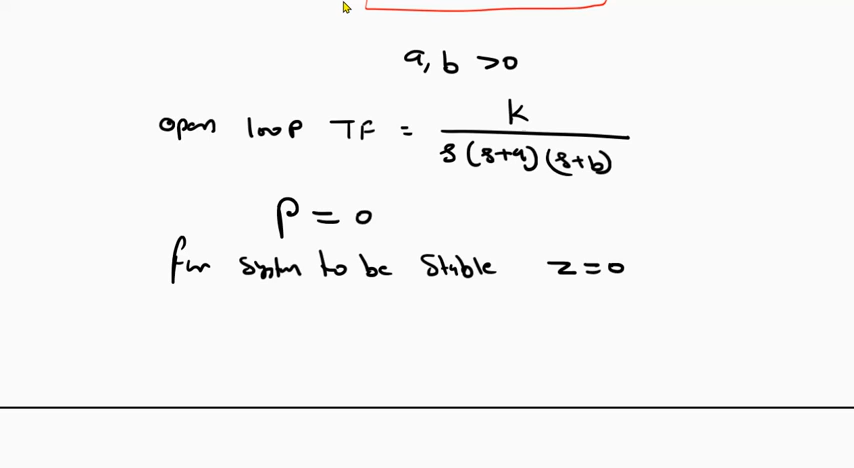 a, b >0
open loop TF = k / s(s+a)(s+b)
P = 0
for system to be stable z=0